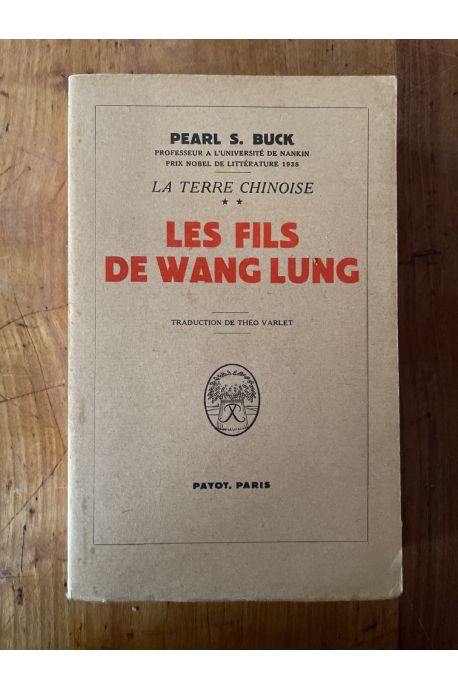 PEARL S. BUCK
PROFESSEUR A L'UNIVERSITÉ DE NANKIN
PRIX NOBEL DE LITTÉRATURE 1938
LA TERRE CHINOISE
★ ★
LES FILS
DE WANG LUNG
TRADUCTION DE THÉO VARLET
PAYOT, PARIS